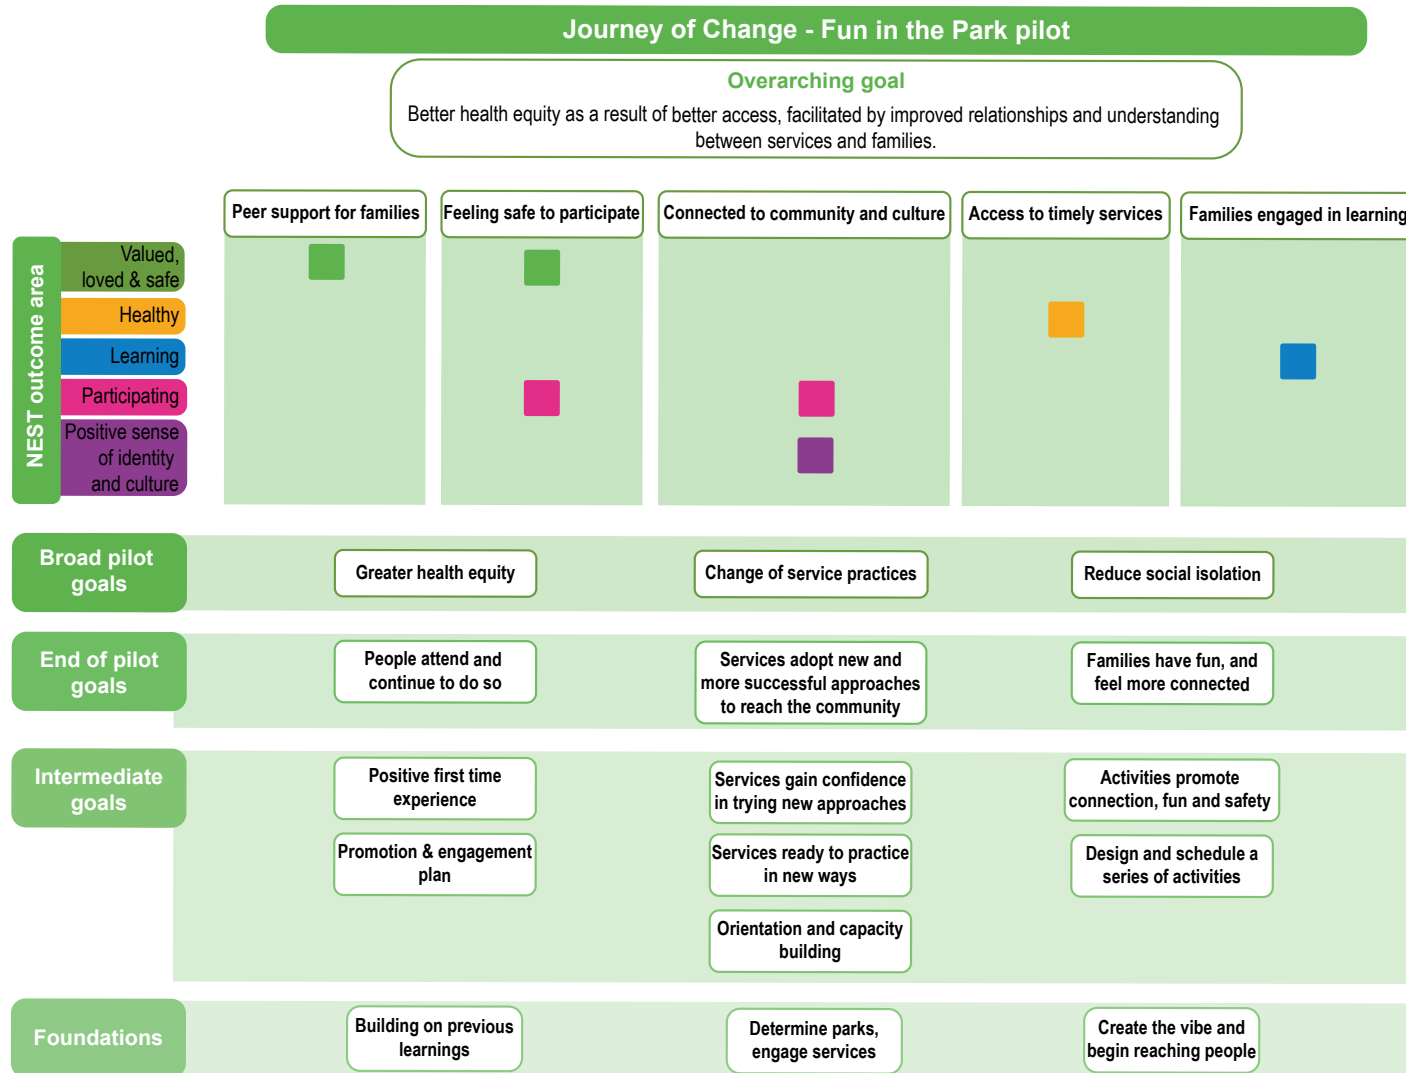 Journey of Change - Fun in the Park pilot
Overarching goal
Better health equity as a result of better access, facilitated by improved relationships and understanding
between services and families.
Peer support for families
Feeling safe to participate
Connected to community and culture
Access to timely services
Families engaged in learning
NEST outcome area
Valued,
loved & safe
Healthy
Learning
Participating
Positive sense
of identity
and culture
Broad pilot
goals
Greater health equity
Change of service practices
Reduce social isolation
End of pilot
goals
People attend and
continue to do so
Services adopt new and
more successful approaches
to reach the community
Families have fun, and
feel more connected
Intermediate
goals
Positive first time
experience
Services gain confidence
in trying new approaches
Activities promote
connection, fun and safety
Promotion & engagement
plan
Services ready to practice
in new ways
Design and schedule a
series of activities
Orientation and capacity
building
Foundations
Building on previous
learnings
Determine parks,
engage services
Create the vibe and
begin reaching people